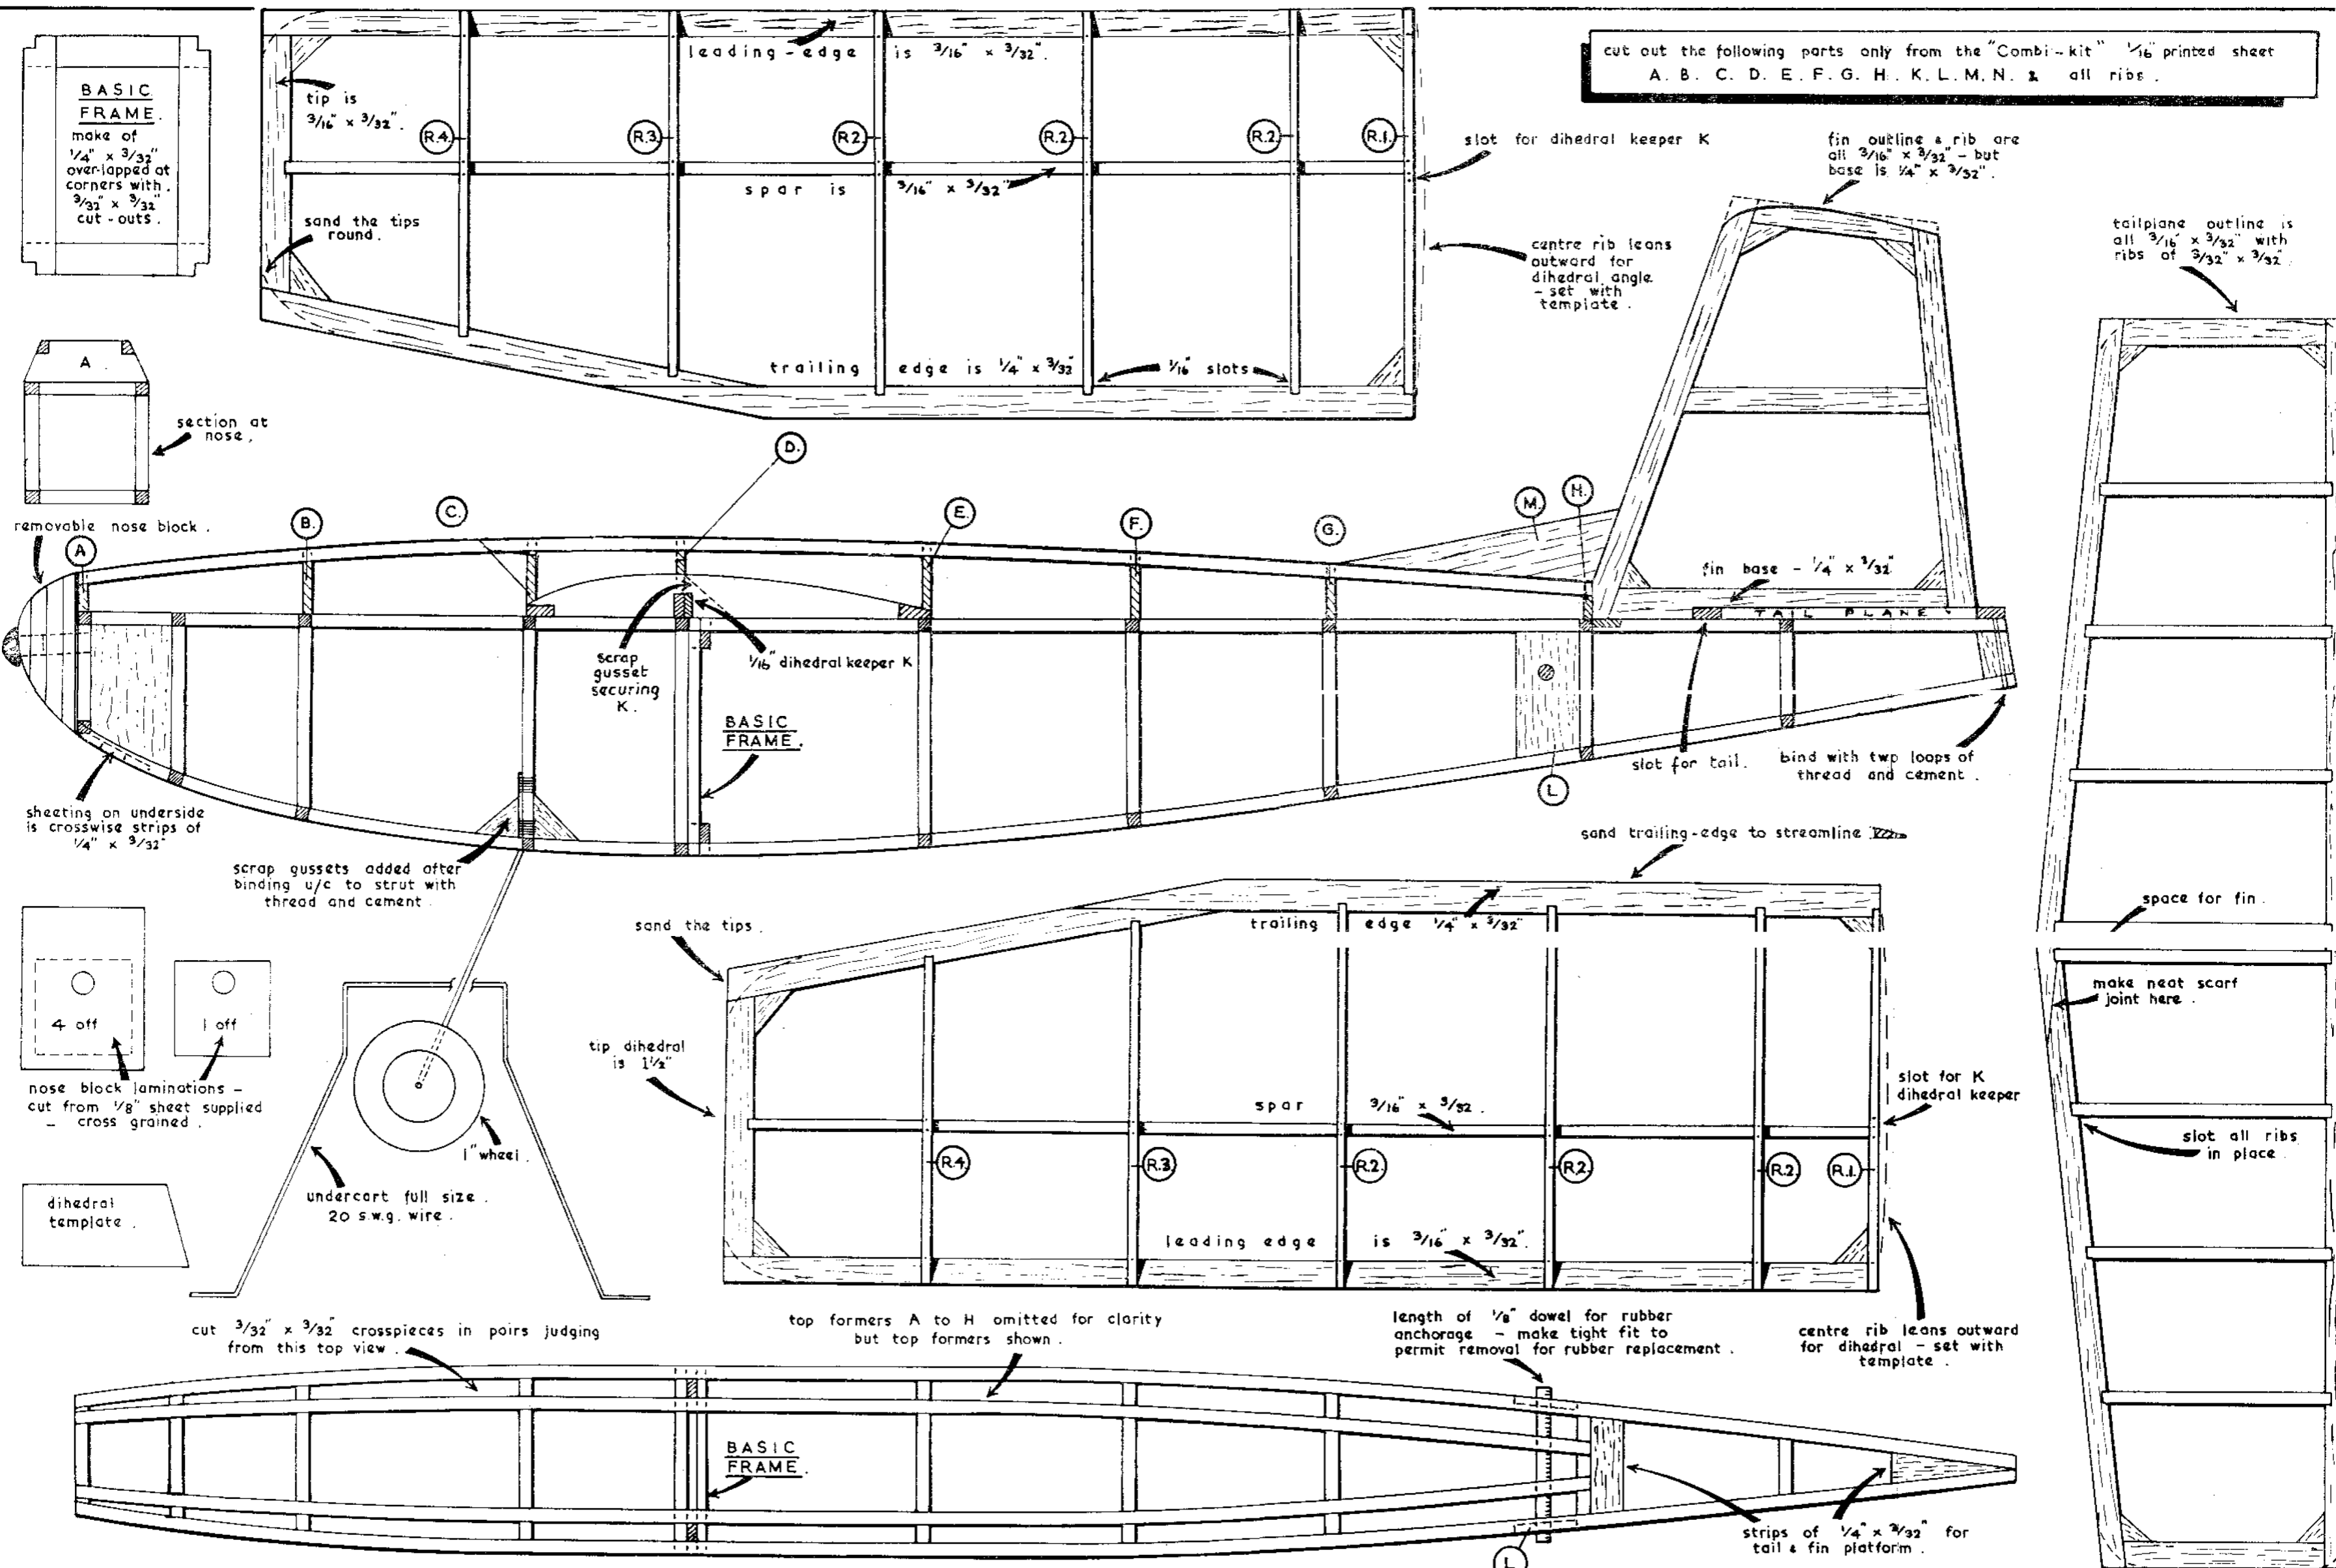 BASIC
FRAME.
make of
1/4" x 3/32"
over-lapped at
corners with.
3/32" x 3/32"
cut-outs.
leading-edge is 3/16" x 3/32".
tip is
3/16" x 3/32".
R.4.
R.3.
R.2.
R.2.
R.2.
R.1.
spar is 3/16" x 3/32"
sand the tips
round.
trailing edge is 1/4" x 3/32"
1/16" slots
cut out the following parts only from the "Combi-kit" 1/16" printed sheet
A. B. C. D. E. F. G. H. K. L. M. N. & all ribs.
slot for dihedral keeper K
centre rib leans
outward for
dihedral angle
- set with
template.
fin outline & rib are
all 3/16" x 3/32" - but
base is 1/4" x 3/32".
tailplane outline is
all 3/16" x 3/32" with
ribs of 3/32" x 3/32".
A
section at
nose.
removable nose block.
A
B.
C.
D.
E.
F.
G.
M.
H.
fin base - 1/4" x 3/32"
TAIL PLANE
scrap
gusset
securing
K.
1/16" dihedral keeper K
BASIC
FRAME.
L
slot for tail.
bind with two loops of
thread and cement.
sheeting on underside
is crosswise strips of
1/4" x 3/32"
scrap gussets added after
binding u/c to strut with
thread and cement.
sand trailing-edge to streamline
4 off
1 off
nose block laminations -
cut from 1/8" sheet supplied
- cross grained.
1" wheel.
undercart full size.
20 s.w.g. wire.
dihedral
template.
sand the tips.
trailing edge 1/4" x 3/32"
tip dihedral
is 1 1/2"
spar 3/16" x 3/32.
R.4.
R.3.
R.2.
R.2.
R.2.
R.1.
leading edge is 3/16" x 3/32".
slot for K
dihedral keeper
centre rib leans outward
for dihedral - set with
template.
space for fin.
make neat scarf
joint here.
slot all ribs
in place.
cut 3/32" x 3/32" crosspieces in pairs judging
from this top view.
top formers A to H omitted for clarity
but top formers shown.
length of 1/8" dowel for rubber
anchorage - make tight fit to
permit removal for rubber replacement.
BASIC
FRAME.
L
strips of 1/4" x 3/32" for
tail & fin platform.